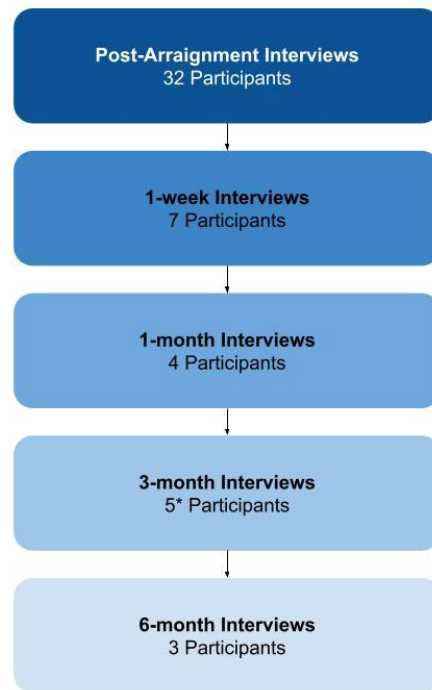 Post-Arraignment Interviews
32 Participants
1-week Interviews
7 Participants
1-month Interviews
4 Participants
3-month Interviews
5* Participants
6-month Interviews
3 Participants